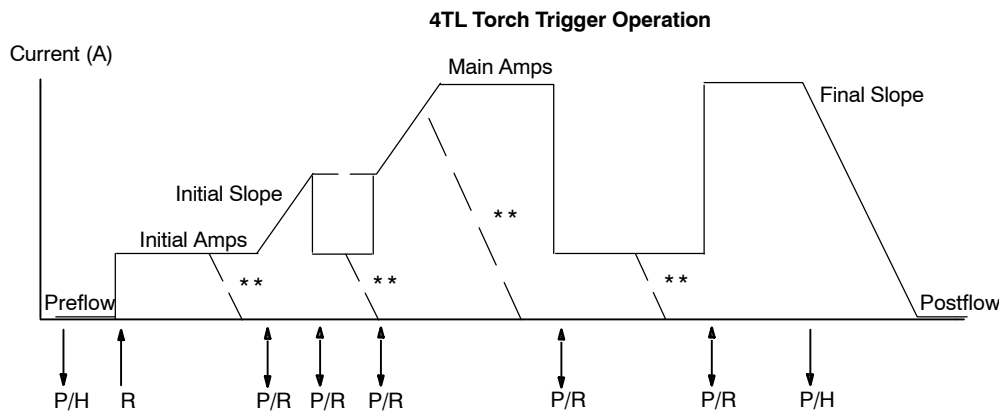 4TL Torch Trigger Operation
Current (A)
Main Amps
Final Slope
Initial Slope
* *
Initial Amps
* *
* *
* *
Preflow
Postflow
P/H R P/R P/R P/R P/R P/R P/H